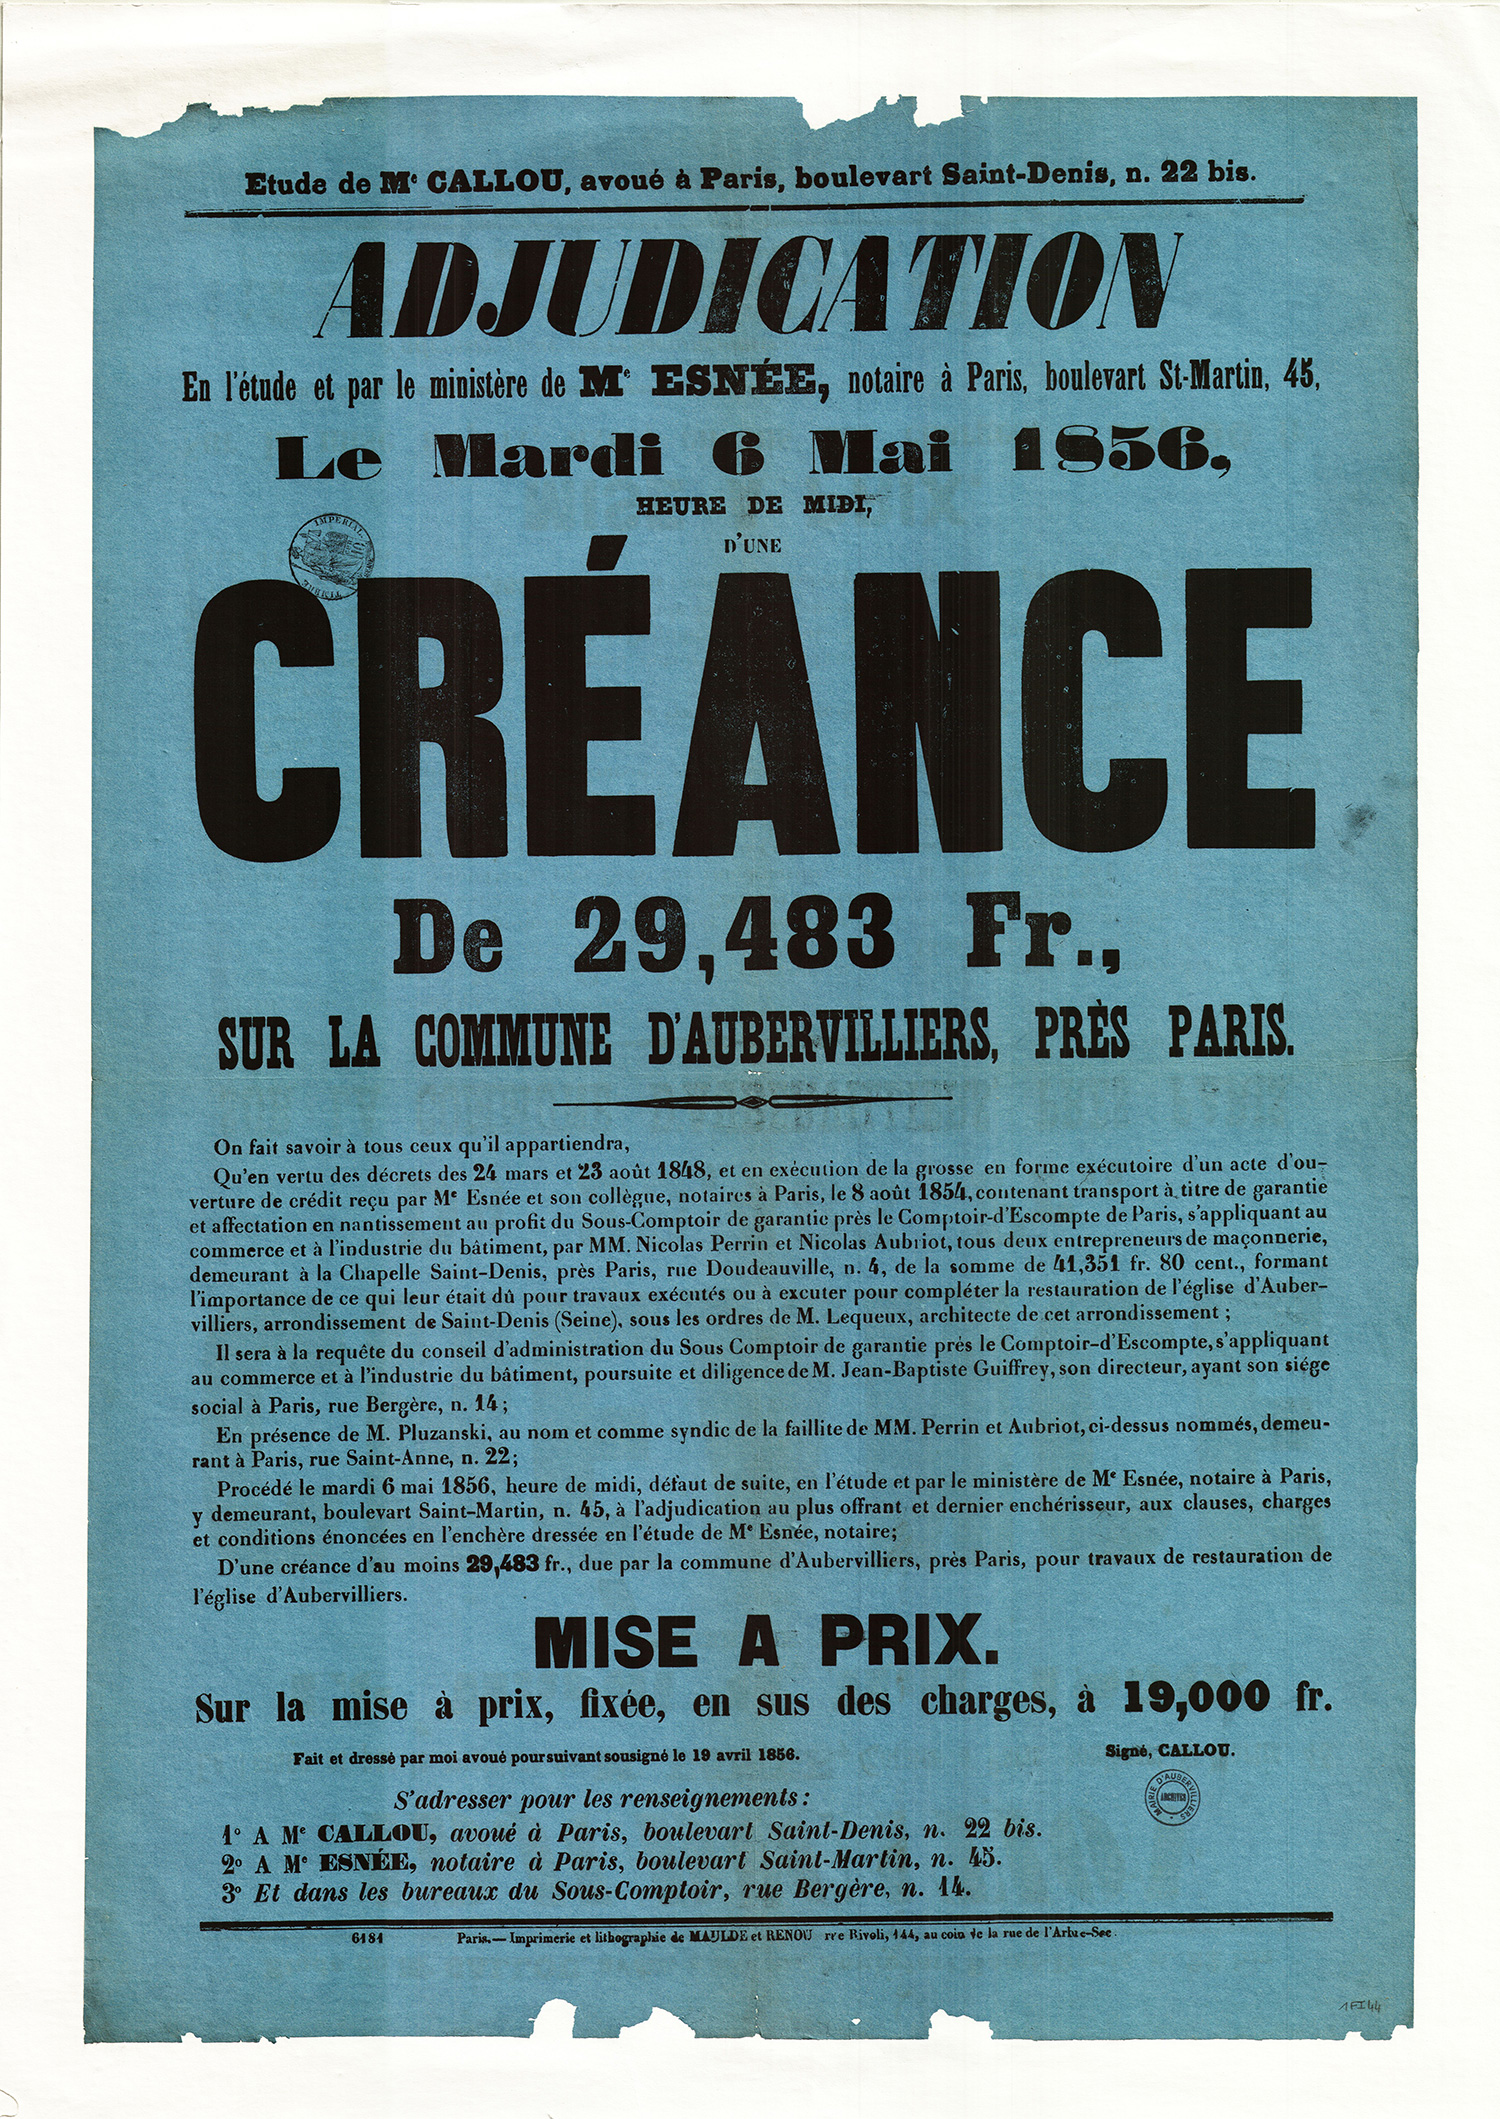 Etude de Me CALLOU, avoué à Paris, boulevart Saint-Denis, n. 22 bis.
ADJUDICATION
En l'étude et par le ministère de Me ESNÉE, notaire à Paris, boulevart St-Martin, 45,
Le Mardi 6 Mai 1856,
HEURE DE MIDI,
D'UNE
IMPERIAL
TIMBRE
CRÉANCE
De 29,483 Fr.,
SUR LA COMMUNE D'AUBERVILLIERS, PRÈS PARIS.
On fait savoir à tous ceux qu'il appartiendra,
Qu'en vertu des décrets des 24 mars et 23 août 1848, et en exécution de la grosse en forme exécutoire d'un acte d'ou-
verture de crédit reçu par Me Esnée et son collègue, notaires à Paris, le 8 août 1854, contenant transport à titre de garantie
et affectation en nantissement au profit du Sous-Comptoir de garantie près le Comptoir-d'Escompte de Paris, s'appliquant au
commerce et à l'industrie du bâtiment, par MM. Nicolas Perrin et Nicolas Aubriot, tous deux entrepreneurs de maçonnerie,
demeurant à la Chapelle Saint-Denis, près Paris, rue Doudeauville, n. 4, de la somme de 41,351 fr. 80 cent., formant
l'importance de ce qui leur était dû pour travaux exécutés ou à excuter pour compléter la restauration de l'église d'Auber-
villiers, arrondissement de Saint-Denis (Seine), sous les ordres de M. Lequeux, architecte de cet arrondissement ;
Il sera à la requête du conseil d'administration du Sous Comptoir de garantie prés le Comptoir-d'Escompte, s'appliquant
au commerce et à l'industrie du bâtiment, poursuite et diligence de M. Jean-Baptiste Guiffrey, son directeur, ayant son siége
social à Paris, rue Bergère, n. 14 ;
En présence de M. Pluzanski, au nom et comme syndic de la faillite de MM. Perrin et Aubriot, ci-dessus nommés, demeu-
rant à Paris, rue Saint-Anne, n. 22 ;
Procédé le mardi 6 mai 1856, heure de midi, défaut de suite, en l'étude et par le ministère de Me Esnée, notaire à Paris,
y demeurant, boulevart Saint-Martin, n. 45, à l'adjudication au plus offrant et dernier enchérisseur, aux clauses, charges
et conditions énoncées en l'enchère dressée en l'étude de Me Esnée, notaire;
D'une créance d'au moins 29,483 fr., due par la commune d'Aubervilliers, près Paris, pour travaux de restauration de
l'église d'Aubervilliers.
MISE A PRIX.
Sur la mise à prix, fixée, en sus des charges, à 19,000 fr.
Fait et dressé par moi avoué poursuivant sousigné le 19 avril 1856.
Signé, CALLOU.
MAIRIE D'AUBERVILLIERS
ARCHIVES
S'adresser pour les renseignements :
1° A Me CALLOU, avoué à Paris, boulevart Saint-Denis, n. 22 bis.
2° A Me ESNÉE, notaire à Paris, boulevart Saint-Martin, n. 45.
3° Et dans les bureaux du Sous-Comptoir, rue Bergère, n. 14.
6181 Paris.— Imprimerie et lithographie de MAULDE et RENOU rue Rivoli, 144, au coin de la rue de l'Arbre-Sec.
1FI44